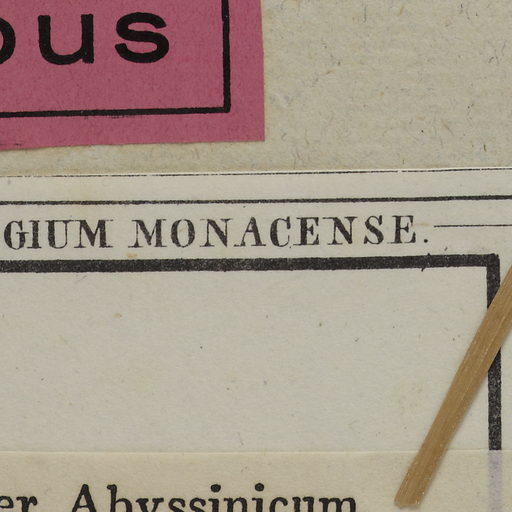 ous
GIUM MONACENSE.
er Abyssinicum